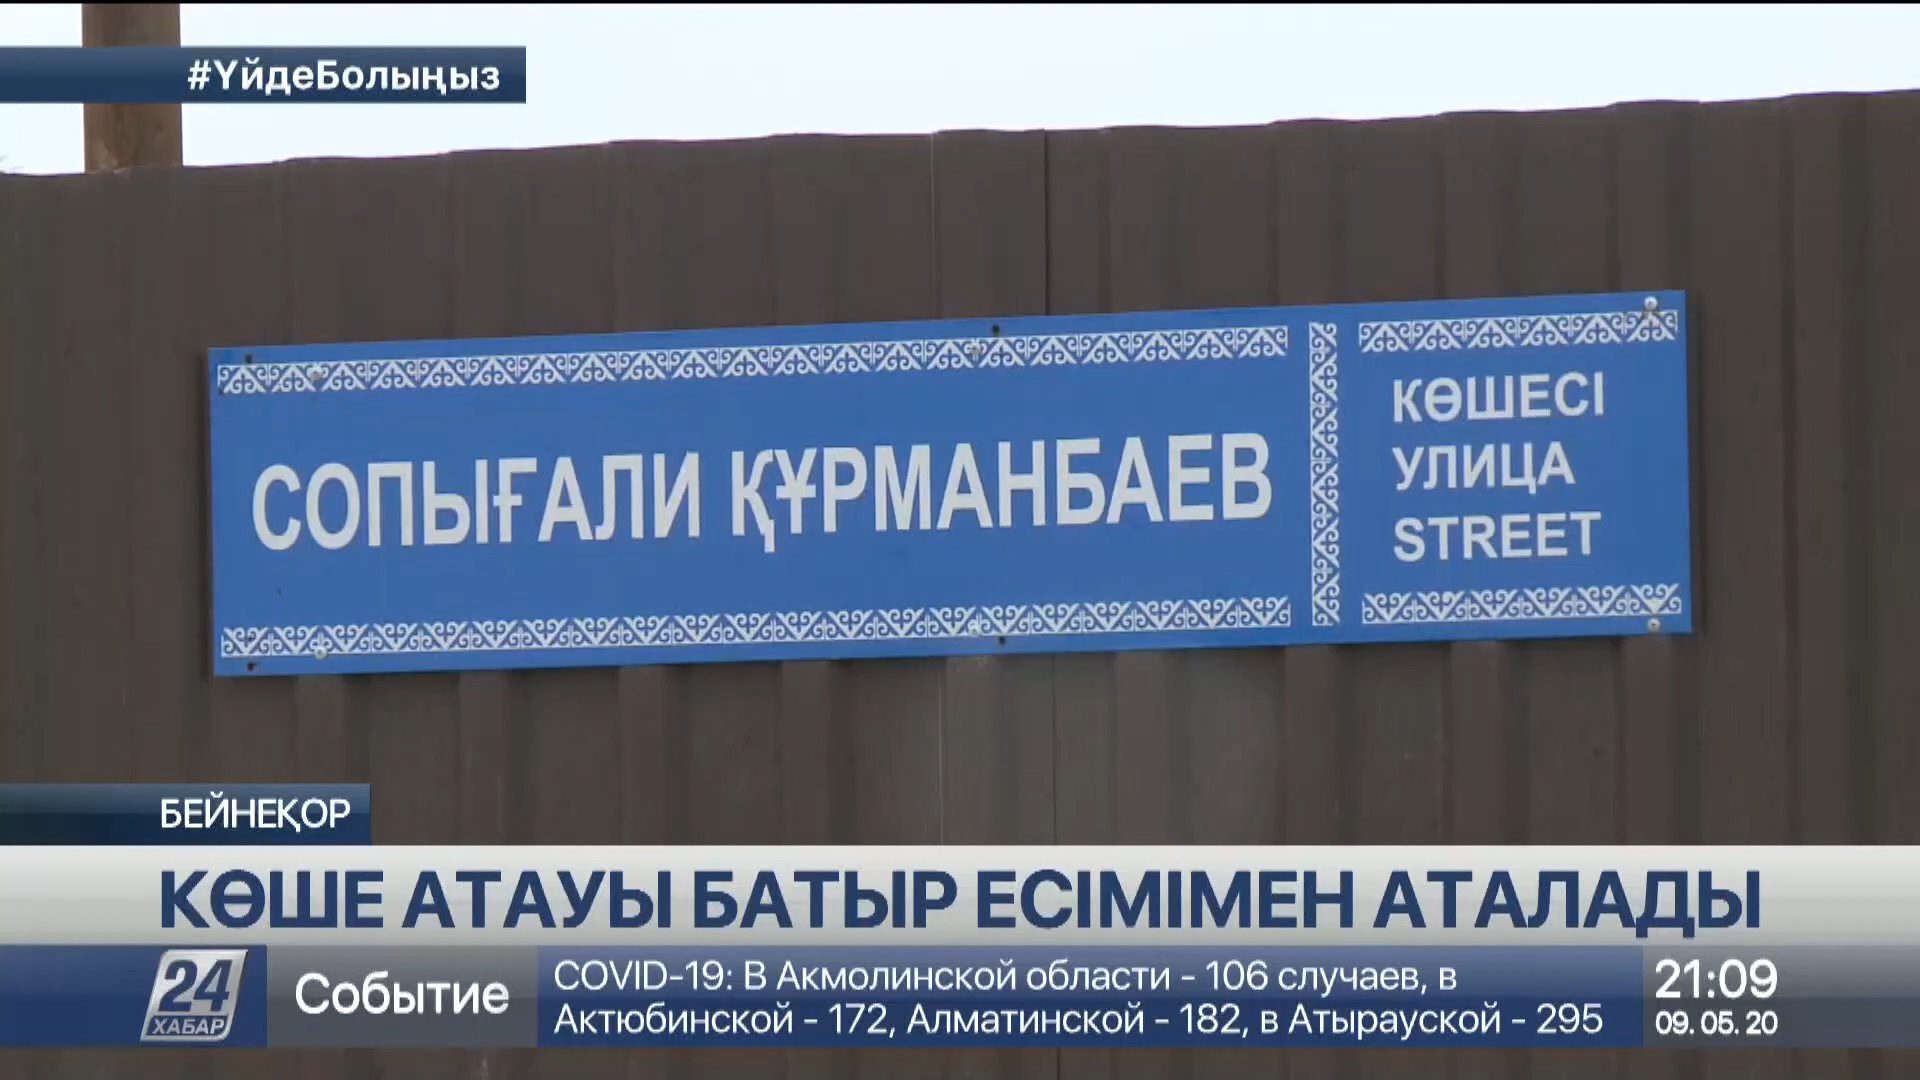 #ҮйдеБолыңыз
СОПЫҒАЛИ ҚҰРМАНБАЕВ
КӨШЕСІ
УЛИЦА
STREET
БЕЙНЕҚОР
КӨШЕ АТАУЫ БАТЫР ЕСІМІМЕН АТАЛАДЫ
24
ХАБАР
Событие
COVID-19: В Акмолинской области - 106 случаев, в
Актюбинской - 172, Алматинской - 182, в Атырауской - 295
21:09
09.05.20